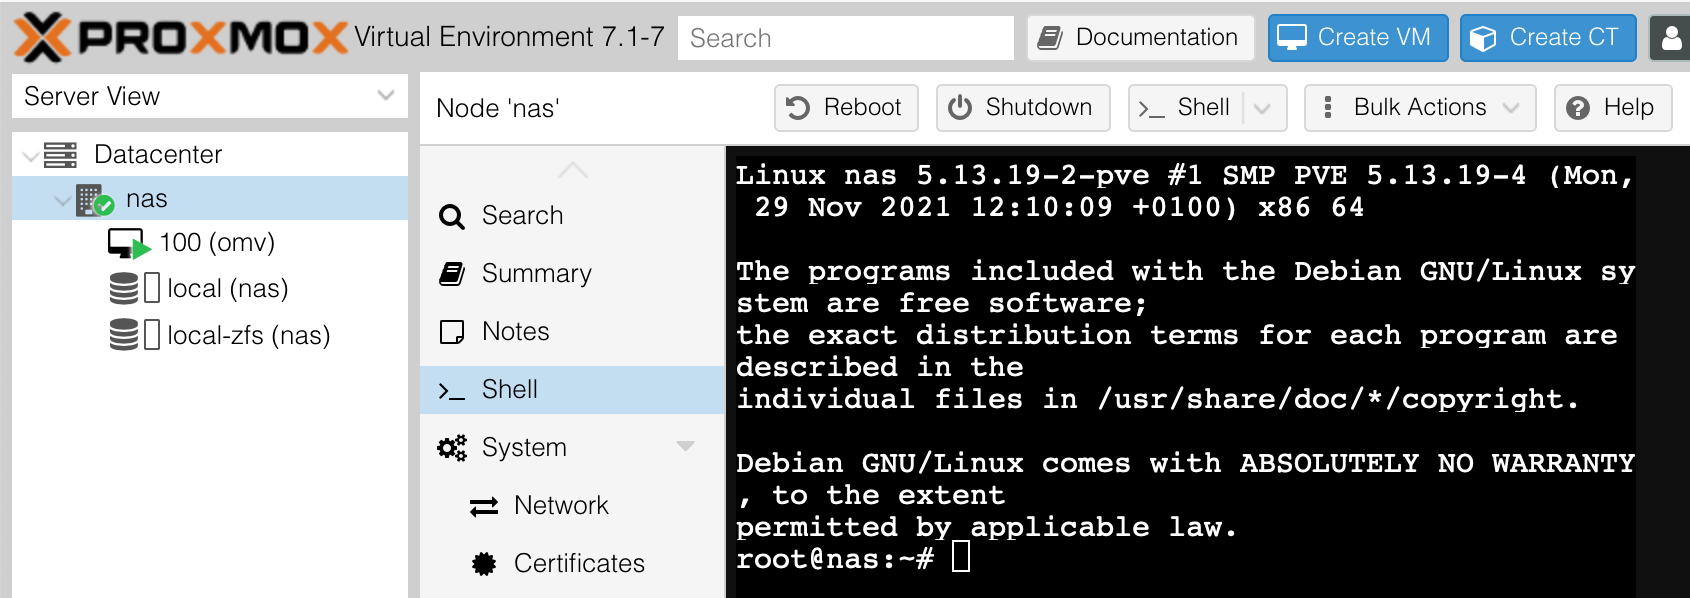 PROXMOX Virtual Environment 7.1-7 Search Documentation Create VM Create CT
Server View
Datacenter
nas
100 (omv)
local (nas)
local-zfs (nas)
Node 'nas' Reboot Shutdown >_ Shell Bulk Actions Help
Search
Summary
Notes
>_ Shell
System
Network
Certificates
Linux nas 5.13.19-2-pve #1 SMP PVE 5.13.19-4 (Mon,
29 Nov 2021 12:10:09 +0100) x86 64
The programs included with the Debian GNU/Linux sy
stem are free software;
the exact distribution terms for each program are
described in the
individual files in /usr/share/doc/*/copyright.
Debian GNU/Linux comes with ABSOLUTELY NO WARRANTY
, to the extent
permitted by applicable law.
root@nas:~#